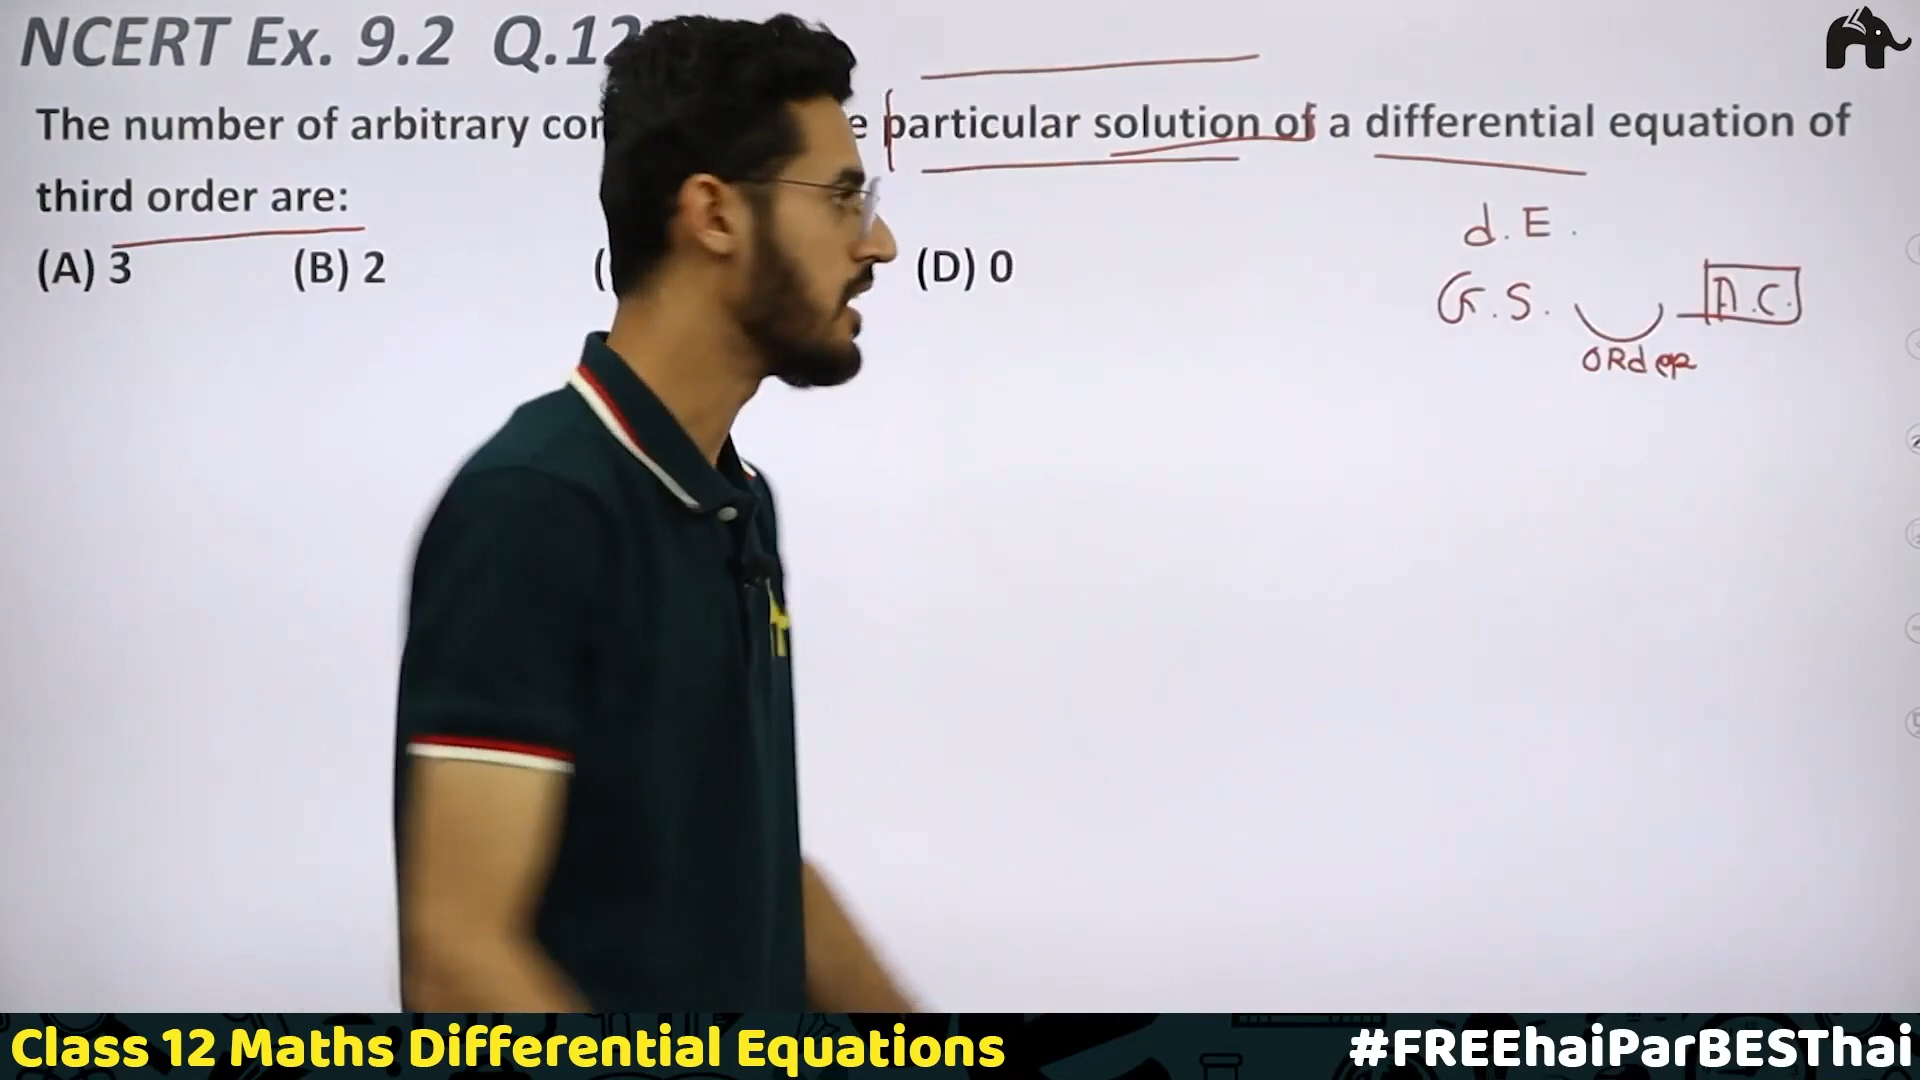 NCERT Ex. 9.2 Q.12
The number of arbitrary particular solution of a differential equation of
third order are:
(A) 3 (B) 2 (D) 0
d.E.
G.S. A.C.
ORder
Class 12 Maths Differential Equations
#FREEhaiParBESThai